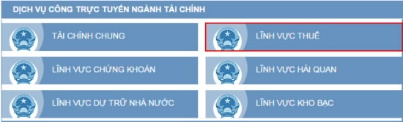 DỊCH VỤ CÔNG TRỰC TUYẾN NGÀNH TÀI CHÍNH
TÀI CHÍNH CHUNG
LĨNH VỰC THUẾ
LĨNH VỰC CHỨNG KHOÁN
LĨNH VỰC HẢI QUAN
LĨNH VỰC DỰ TRỮ NHÀ NƯỚC
LĨNH VỰC KHO BẠC